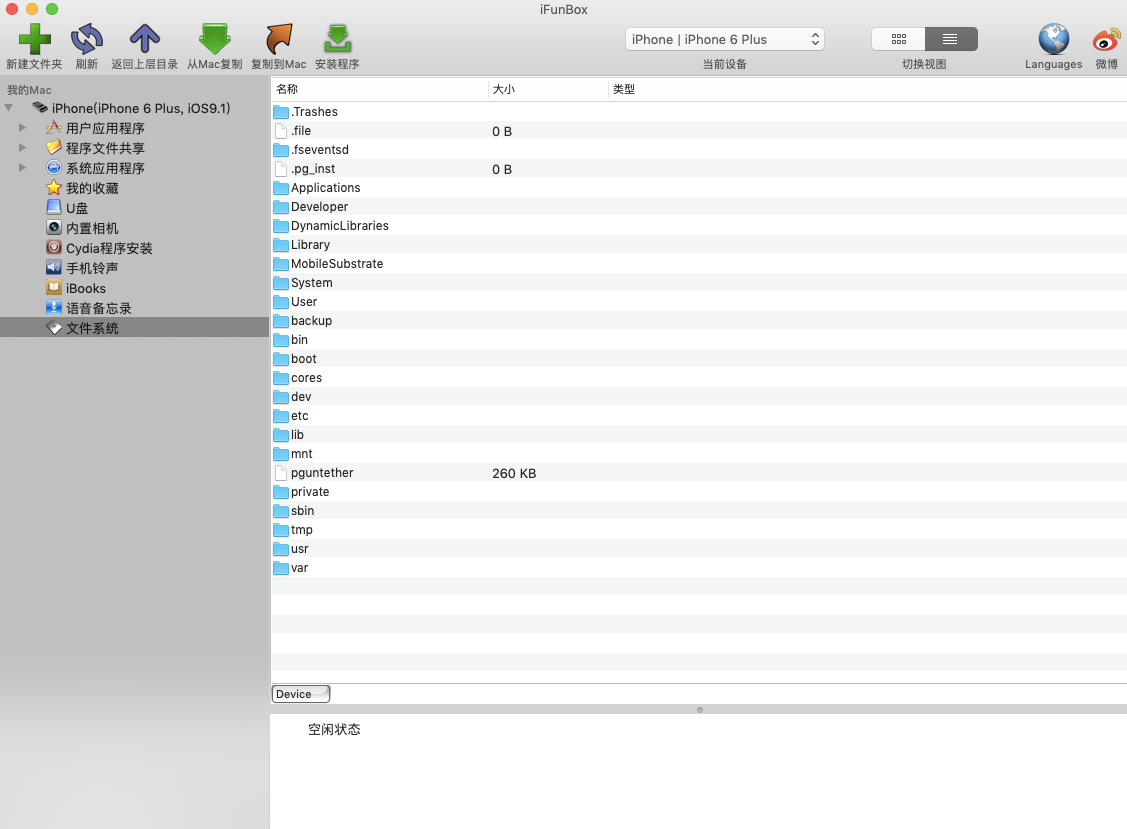 iFunBox
新建文件夹 刷新 返回上层目录 从Mac复制 复制到Mac 安装程序 iPhone | iPhone 6 Plus 当前设备 切换视图 Languages 微博
我的Mac
iPhone(iPhone 6 Plus, iOS9.1)
用户应用程序
程序文件共享
系统应用程序
我的收藏
U盘
内置相机
Cydia程序安装
手机铃声
iBooks
语音备忘录
文件系统
名称 大小 类型
.Trashes
.file 0 B
.fseventsd
.pg_inst 0 B
Applications
Developer
DynamicLibraries
Library
MobileSubstrate
System
User
backup
bin
boot
cores
dev
etc
lib
mnt
pguntether 260 KB
private
sbin
tmp
usr
var
Device
空闲状态